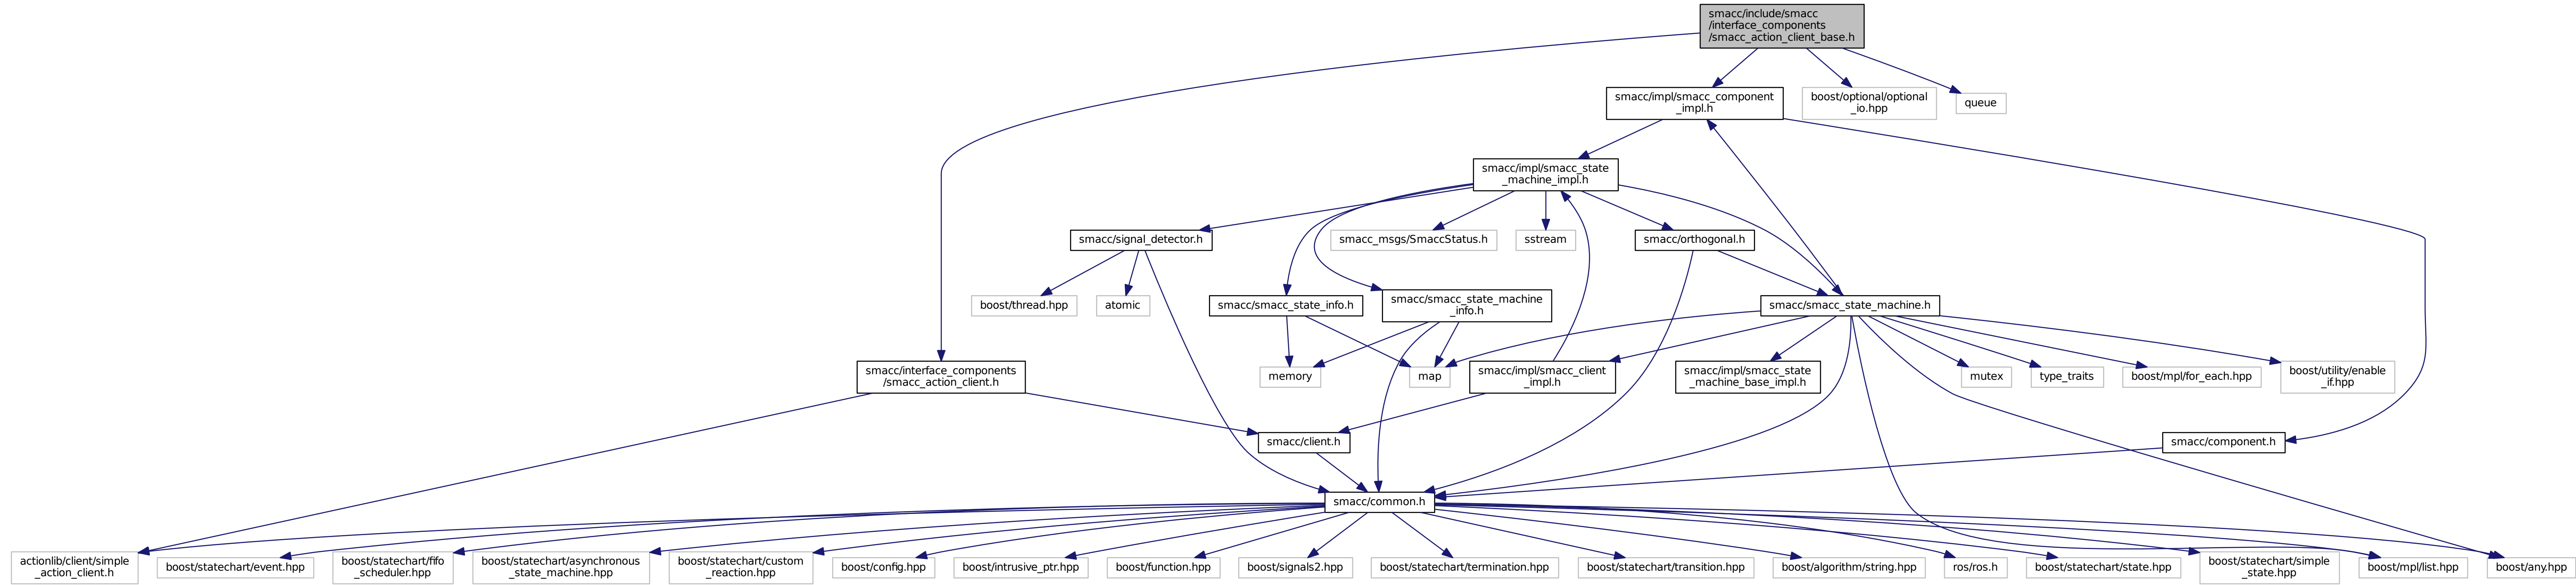 smacc/include/smacc
/interface_components
/smacc_action_client_base.h
smacc/impl/smacc_component
_impl.h
boost/optional/optional
_io.hpp
queue
smacc/impl/smacc_state
_machine_impl.h
smacc/signal_detector.h
smacc_msgs/SmaccStatus.h
sstream
smacc/orthogonal.h
boost/thread.hpp
atomic
smacc/smacc_state_info.h
smacc/smacc_state_machine
_info.h
smacc/smacc_state_machine.h
smacc/interface_components
/smacc_action_client.h
memory
map
smacc/impl/smacc_client
_impl.h
smacc/impl/smacc_state
_machine_base_impl.h
mutex
type_traits
boost/mpl/for_each.hpp
boost/utility/enable
_if.hpp
smacc/client.h
smacc/component.h
smacc/common.h
actionlib/client/simple
_action_client.h
boost/statechart/event.hpp
boost/statechart/fifo
_scheduler.hpp
boost/statechart/asynchronous
_state_machine.hpp
boost/statechart/custom
_reaction.hpp
boost/config.hpp
boost/intrusive_ptr.hpp
boost/function.hpp
boost/signals2.hpp
boost/statechart/termination.hpp
boost/statechart/transition.hpp
boost/algorithm/string.hpp
ros/ros.h
boost/statechart/state.hpp
boost/statechart/simple
_state.hpp
boost/mpl/list.hpp
boost/any.hpp